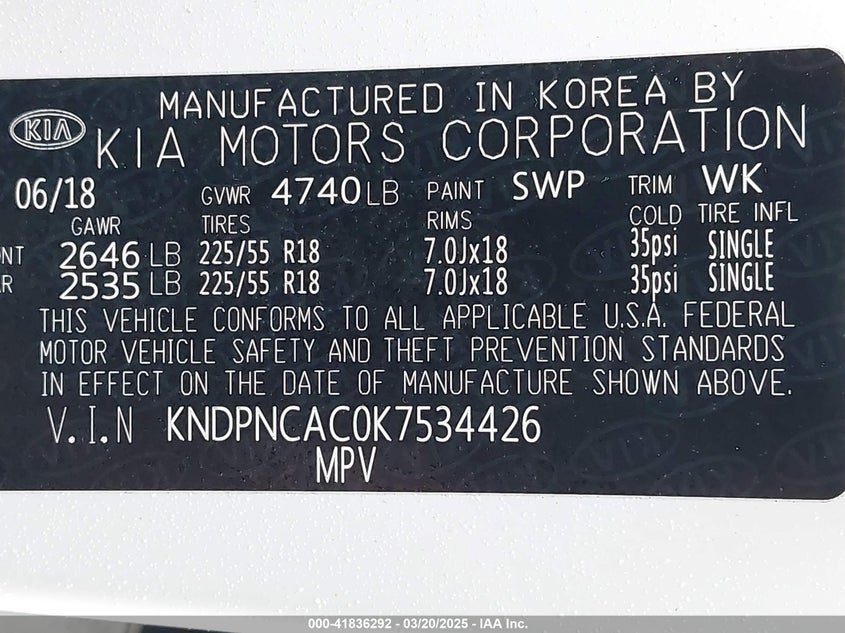 MANUFACTURED IN KOREA BY
KIA KIA MOTORS CORPORATION
06/18 GVWR 4740 LB PAINT SWP TRIM WK
GAWR TIRES RIMS COLD TIRE INFL
2646 LB 225/55 R18 7.0Jx18 35psi SINGLE
2535 LB 225/55 R18 7.0Jx18 35psi SINGLE
THIS VEHICLE CONFORMS TO ALL APPLICABLE U.S.A. FEDERAL
MOTOR VEHICLE SAFETY AND THEFT PREVENTION STANDARDS
IN EFFECT ON THE DATE OF MANUFACTURE SHOWN ABOVE.
V.I.N KNDPNCAC0K7534426
MPV
000-41836292 - 03/20/2025 - IAA Inc.